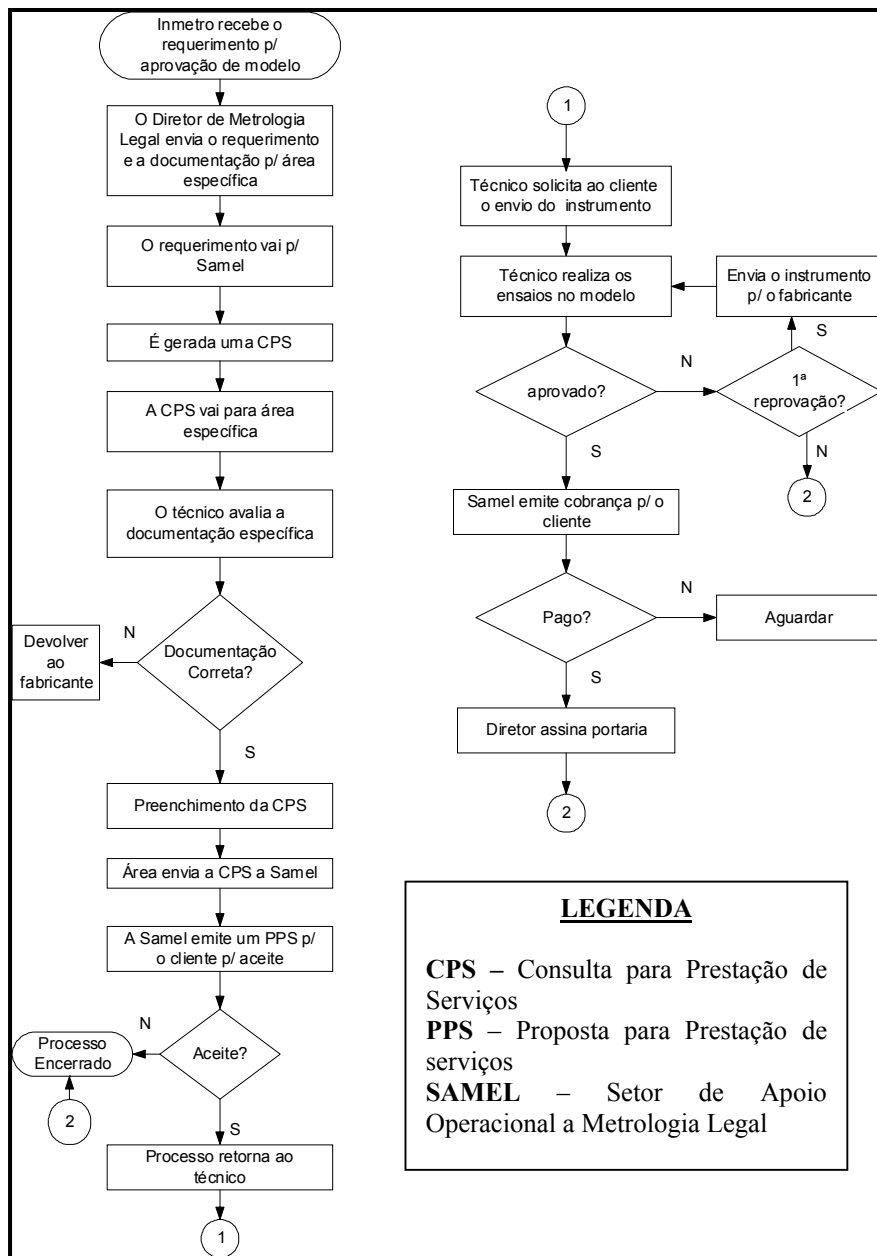 Inmetro recebe o
requerimento p/
aprovação de modelo
O Diretor de Metrologia
Legal envia o requerimento
e a documentação p/ área
específica
O requerimento vai p/
Samel
É gerada uma CPS
A CPS vai para área
específica
O técnico avalia a
documentação específica
Documentação
Correta?
N
Devolver
ao
fabricante
S
Preenchimento da CPS
Área envia a CPS a Samel
A Samel emite um PPS p/
o cliente p/ aceite
Aceite?
N
Processo
Encerrado
2
S
Processo retorna ao
técnico
1
1
Técnico solicita ao cliente
o envio do instrumento
Técnico realiza os
ensaios no modelo
Envia o instrumento
p/ o fabricante
S
aprovado?
N
1ª
reprovação?
N
2
S
Samel emite cobrança p/ o
cliente
Pago?
N
Aguardar
S
Diretor assina portaria
2
LEGENDA
CPS – Consulta para Prestação de
Serviços
PPS – Proposta para Prestação de
serviços
SAMEL – Setor de Apoio
Operacional a Metrologia Legal